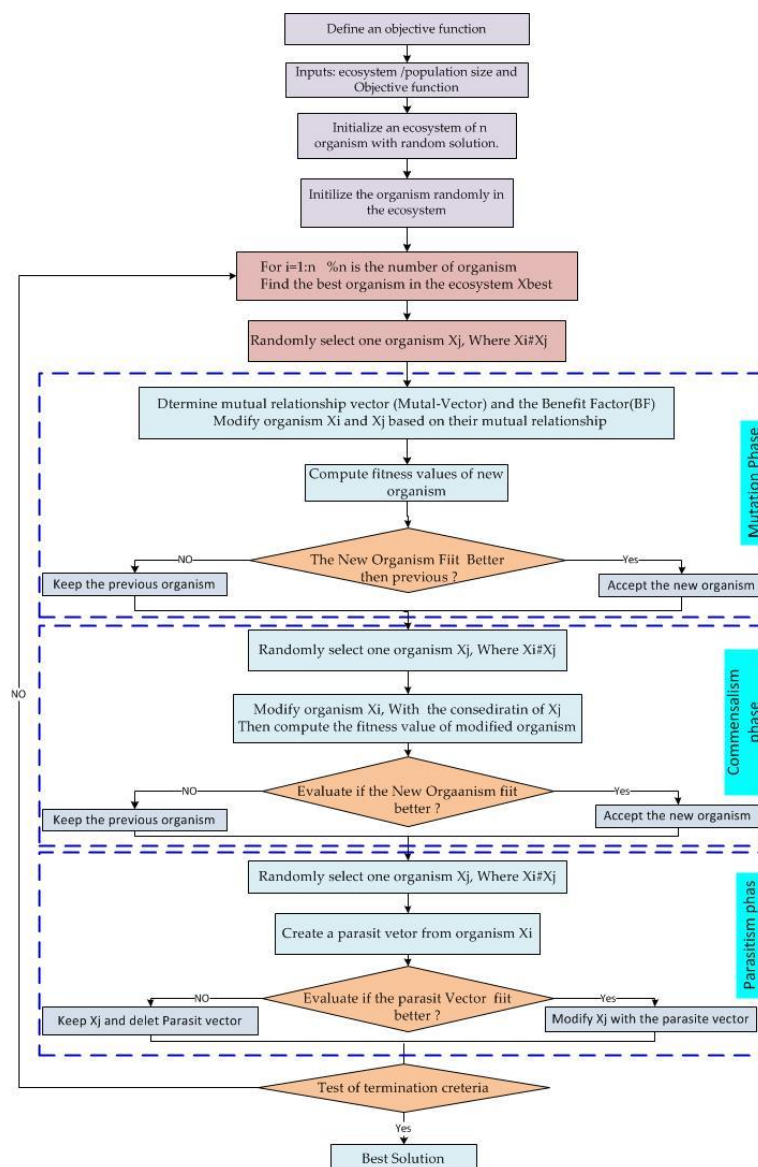 Define an objective function
Inputs: ecosystem /population size and
Objective function
Initialize an ecosystem of n
organism with random solution.
Initilize the organism randomly in
the ecosystem
For i=1:n %n is the number of organism
Find the best organism in the ecosystem Xbest
Randomly select one organism Xj, Where Xi#Xj
Dtermine mutual relationship vector (Mutal-Vector) and the Benefit Factor(BF)
Modify organism Xi and Xj based on their mutual relationship
Mutation Phase
Compute fitness values of new
organism
The New Organism Fiit Better
then previous ?
NO
Yes
Keep the previous organism
Accept the new organism
Randomly select one organism Xj, Where Xi#Xj
Commensalism
phase
NO
Modify organism Xi, With the consediratin of Xj
Then compute the fitness value of modified organism
Evaluate if the New Orgaanism fiit
better ?
NO
Yes
Keep the previous organism
Accept the new organism
Randomly select one organism Xj, Where Xi#Xj
Parasitism phas
Create a parasit vetor from organism Xi
Evaluate if the parasit Vector fiit
better ?
NO
Yes
Keep Xj and delet Parasit vector
Modify Xj with the parasite vector
Test of termination creteria
Yes
Best Solution